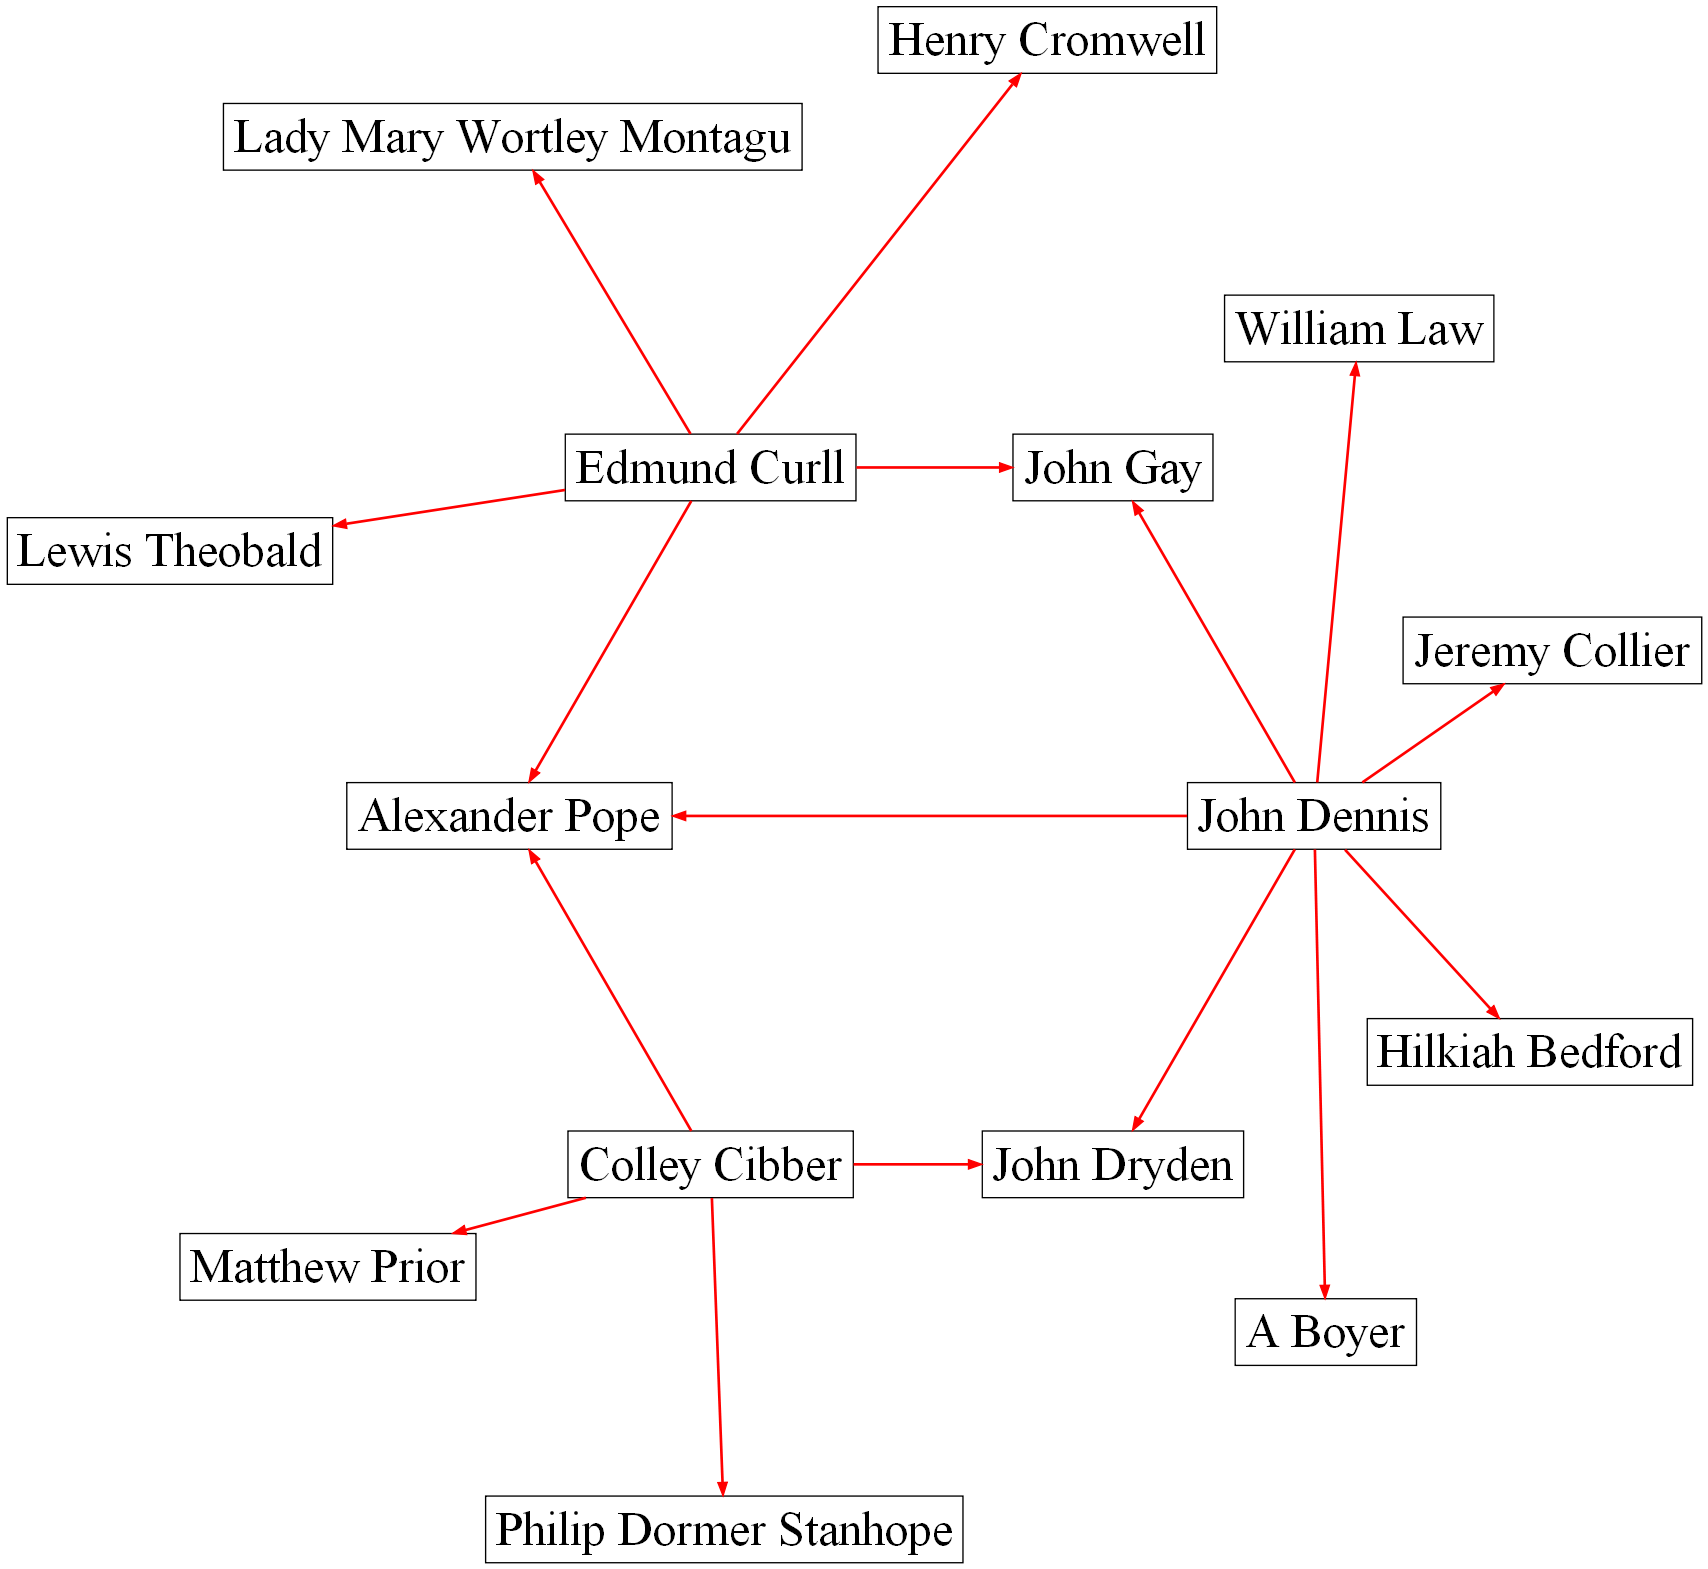 Henry Cromwell
Lady Mary Wortley Montagu
William Law
Edmund Curll
John Gay
Lewis Theobald
Jeremy Collier
Alexander Pope
John Dennis
Hilkiah Bedford
Colley Cibber
John Dryden
Matthew Prior
A Boyer
Philip Dormer Stanhope